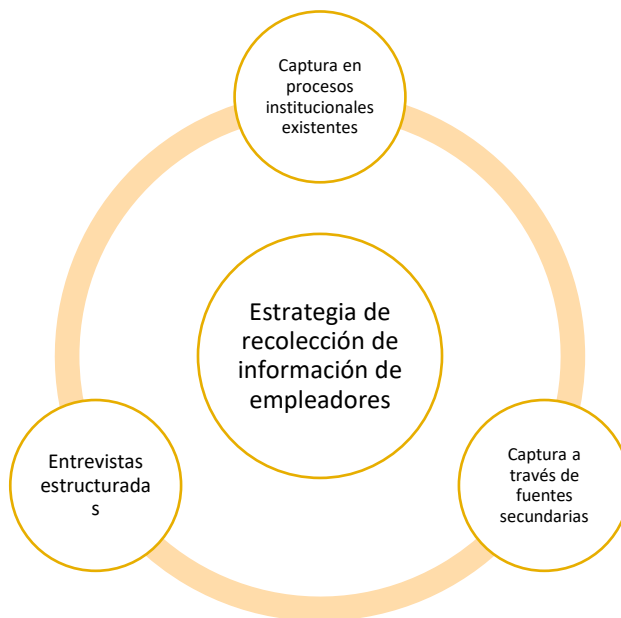 Captura en
procesos
institucionales
existentes
Estrategia de
recolección de
información de
empleadores
Entrevistas
estructurada
s
Captura a
través de
fuentes
secundarias